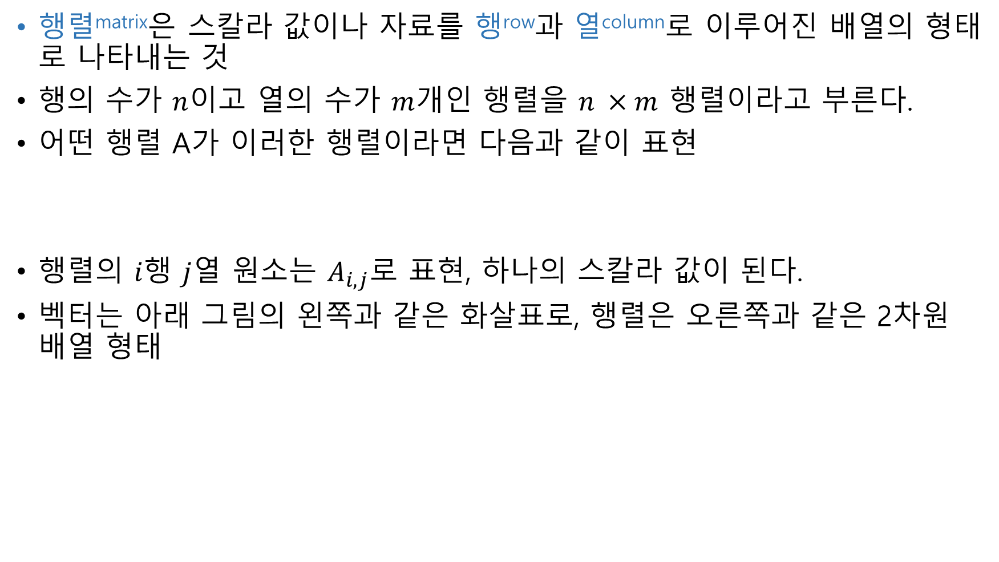 • 행렬matrix은 스칼라 값이나 자료를 행row과 열column로 이루어진 배열의 형태
로 나타내는 것
• 행의 수가 n이고 열의 수가 m개인 행렬을 n × m 행렬이라고 부른다.
• 어떤 행렬 A가 이러한 행렬이라면 다음과 같이 표현
• 행렬의 i행 j열 원소는 A_{i,j}로 표현, 하나의 스칼라 값이 된다.
• 벡터는 아래 그림의 왼쪽과 같은 화살표로, 행렬은 오른쪽과 같은 2차원
배열 형태